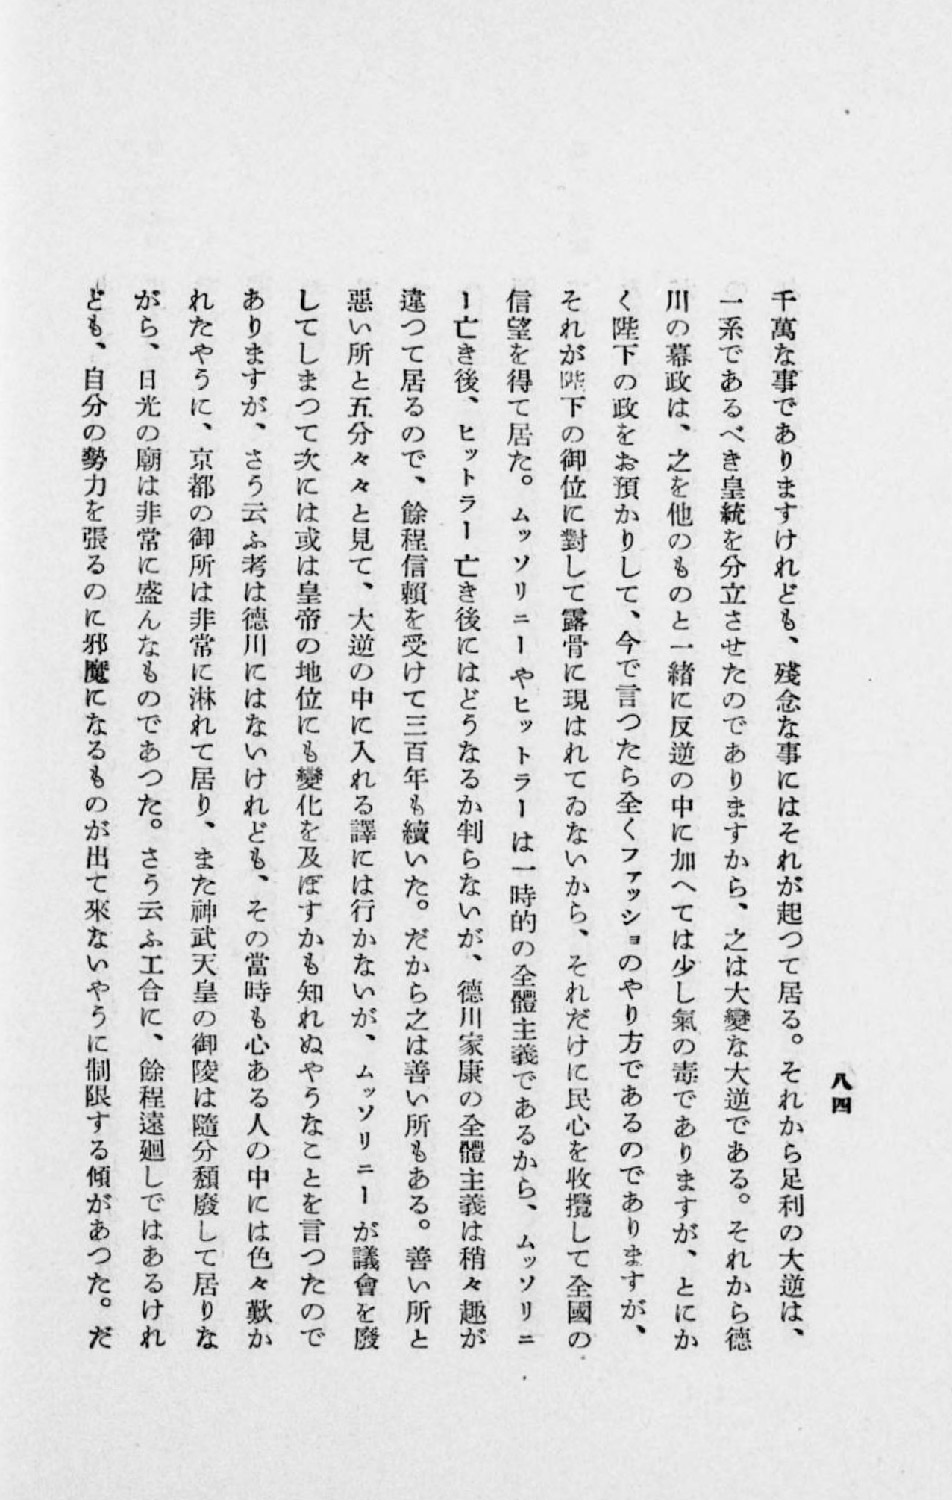 八四
千萬な事でありますけれども、殘念な事にはそれが起つて居る。それから足利の大逆は、
一系であるべき皇統を分立させたのでありますから、之は大變な大逆である。それから德
川の幕政は、之を他のものと一緒に反逆の中に加へては少し氣の毒でありますが、とにか
く陛下の政をお預かりして、今で言つたら全くファッショのやり方であるのでありますが、
それが陛下の御位に對して露骨に現はれてゐないから、それだけに民心を收攬して全國の
信望を得て居た。ムッソリニーやヒットラーは一時的の全體主義であるから、ムッソリニ
ー亡き後、ヒットラー亡き後にはどうなるか判らないが、德川家康の全體主義は稍々趣が
違つて居るので、餘程信賴を受けて三百年も續いた。だから之は善い所もある。善い所と
惡い所と五分々々と見て、大逆の中に入れる譯には行かないが、ムッソリニーが議會を廢
してしまつて次には或は皇帝の地位にも變化を及ぼすかも知れぬやうなことを言つたので
ありますが、さう云ふ考は德川にはないけれども、その當時も心ある人の中には色々歎か
れたやうに、京都の御所は非常に淋れて居り、また神武天皇の御陵は隨分頽廢して居りな
がら、日光の廟は非常に盛んなものであつた。さう云ふ工合に、餘程遠廻しではあるけれ
ども、自分の勢力を張るのに邪魔になるものが出て來ないやうに制限する傾があつた。だ